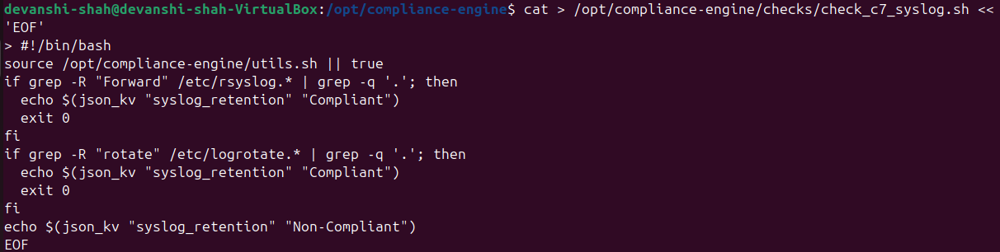 devanshi-shah@devanshi-shah-VirtualBox:/opt/compliance-engine$ cat > /opt/compliance-engine/checks/check_c7_syslog.sh <<
'EOF'
> #!/bin/bash
source /opt/compliance-engine/utils.sh || true
if grep -R "Forward" /etc/rsyslog.* | grep -q '.'; then
  echo $(json_kv "syslog_retention" "Compliant")
  exit 0
fi
if grep -R "rotate" /etc/logrotate.* | grep -q '.'; then
  echo $(json_kv "syslog_retention" "Compliant")
  exit 0
fi
echo $(json_kv "syslog_retention" "Non-Compliant")
EOF